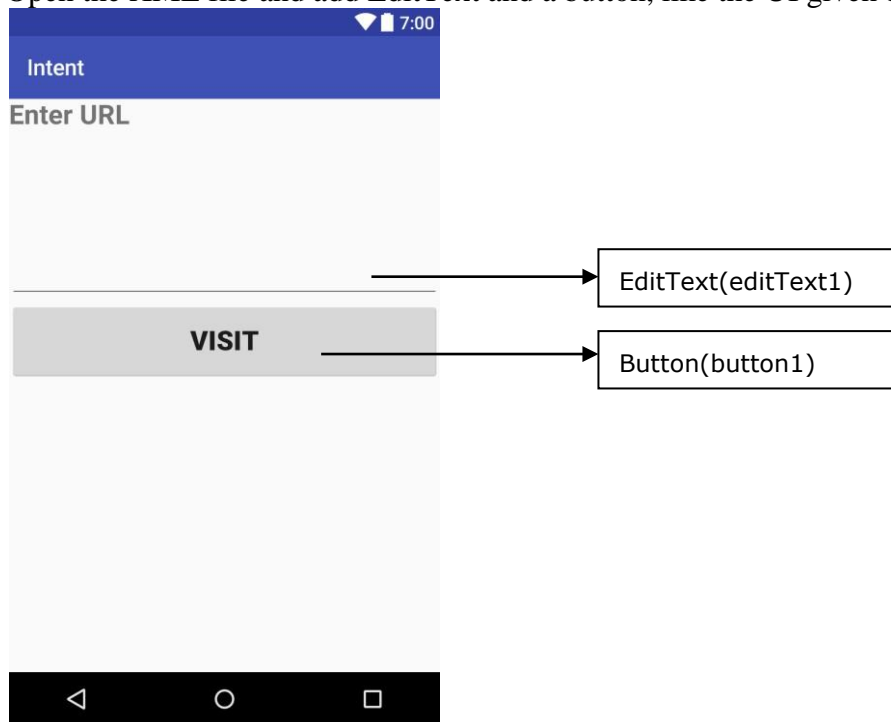 Open the XML file and add EditText and a button, like the UI given
7:00
Intent
Enter URL
EditText(editText1)
VISIT
Button(button1)